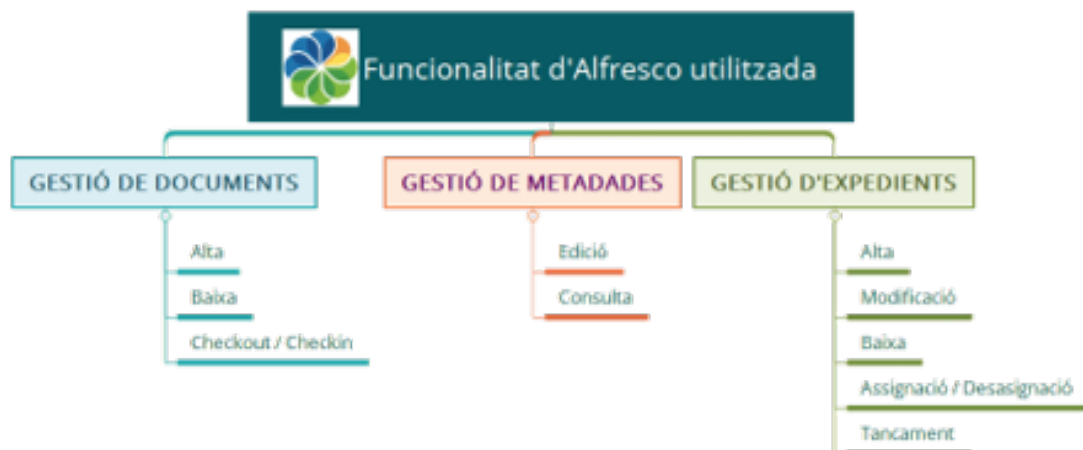 Funcionalitat d'Alfresco utilitzada
GESTIÓ DE DOCUMENTS
Alta
Baixa
Checkout / Checkin
GESTIÓ DE METADADES
Edició
Consulta
GESTIÓ D'EXPEDIENTS
Alta
Modificació
Baixa
Assignació / Desasignació
Tancament